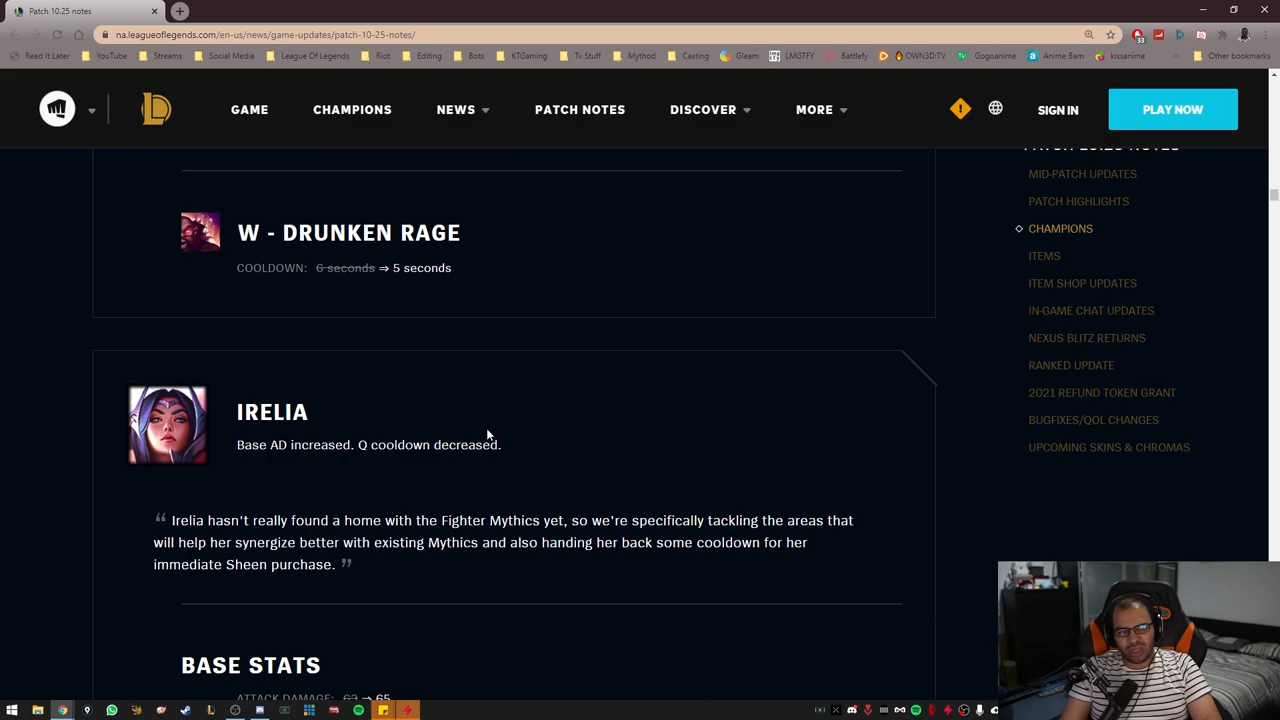 Patch 10.25 notes
na.leagueoflegends.com/en-us/news/game-updates/patch-10-25-notes/
33
Read It Later YouTube Streams Social Media League Of Legends Riot Editing Bots KTGaming Tv Stuff Mythod Casting Gleam LMGTFY Battlefy OWN3D:TV Gogoanime Anime Bam kissanime » Other bookmarks
GAME CHAMPIONS NEWS PATCH NOTES DISCOVER MORE SIGN IN PLAY NOW
MID-PATCH UPDATES
PATCH HIGHLIGHTS
CHAMPIONS
ITEMS
ITEM SHOP UPDATES
IN-GAME CHAT UPDATES
NEXUS BLITZ RETURNS
RANKED UPDATE
2021 REFUND TOKEN GRANT
BUGFIXES/QOL CHANGES
UPCOMING SKINS & CHROMAS
W - DRUNKEN RAGE
COOLDOWN: 6 seconds ⇒ 5 seconds
IRELIA
Base AD increased. Q cooldown decreased.
“ Irelia hasn't really found a home with the Fighter Mythics yet, so we're specifically tackling the areas that
will help her synergize better with existing Mythics and also handing her back some cooldown for her
immediate Sheen purchase. ”
BASE STATS
ATTACK DAMAGE: 63 ⇒ 65